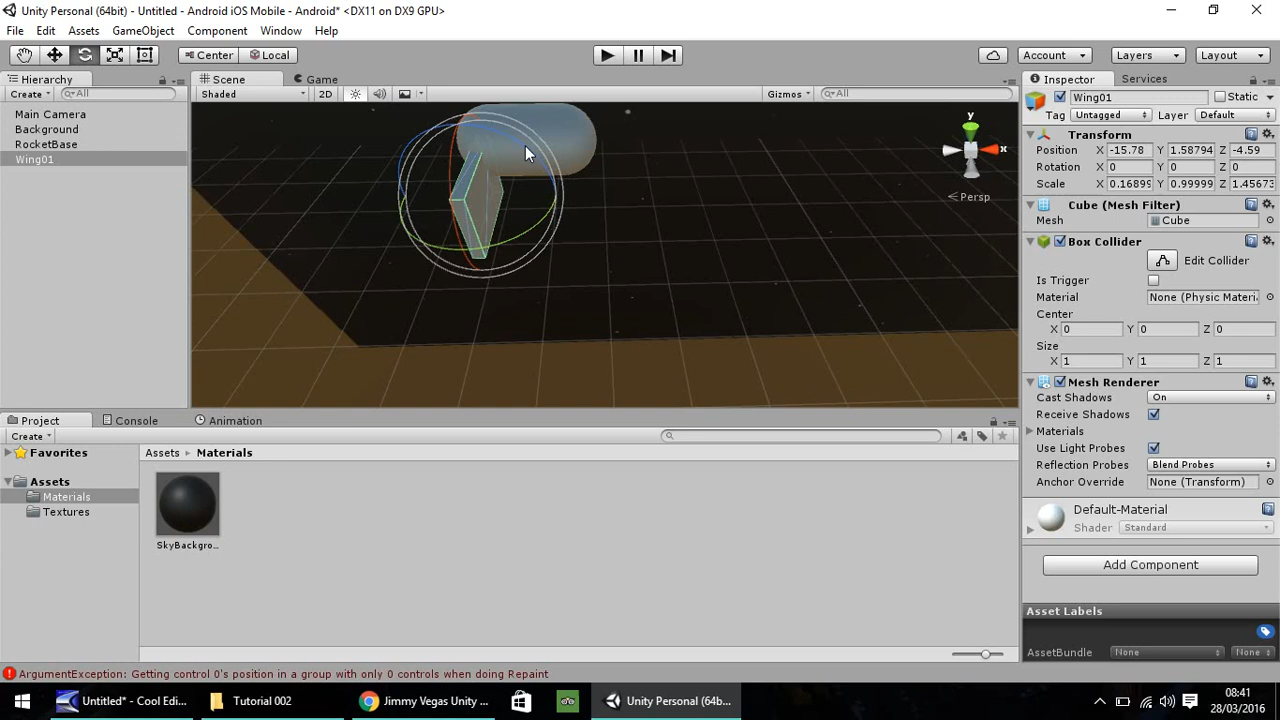 Unity Personal (64bit) - Untitled - Android iOS Mobile - Android* <DX11 on DX9 GPU>
File Edit Assets GameObject Component Window Help
Center Local Account Layers Layout
Hierarchy Scene Game Inspector Services
Create All Shaded 2D Gizmos All Wing01 Static
Main Camera Tag Untagged Layer Default
Background Transform
RocketBase Position X -15.78 Y 1.58794 Z -4.59
Wing01 Rotation X 0 Y 0 Z 0
Scale X 0.16899 Y 0.99999 Z 1.45673
y
x
Persp
Cube (Mesh Filter)
Mesh Cube
Box Collider
Edit Collider
Is Trigger
Material None (Physic Materi
Center
X 0 Y 0 Z 0
Size
X 1 Y 1 Z 1
Mesh Renderer
Cast Shadows On
Receive Shadows
Materials
Use Light Probes
Reflection Probes Blend Probes
Anchor Override None (Transform)
Default-Material
Shader Standard
Add Component
Asset Labels
AssetBundle None None
Project Console Animation
Create
Favorites Assets Materials
Assets
Materials
Textures
SkyBackgro...
ArgumentException: Getting control 0's position in a group with only 0 controls when doing Repaint
Untitled* - Cool Edi... Tutorial 002 Jimmy Vegas Unity ... Unity Personal (64b...
08:41
28/03/2016